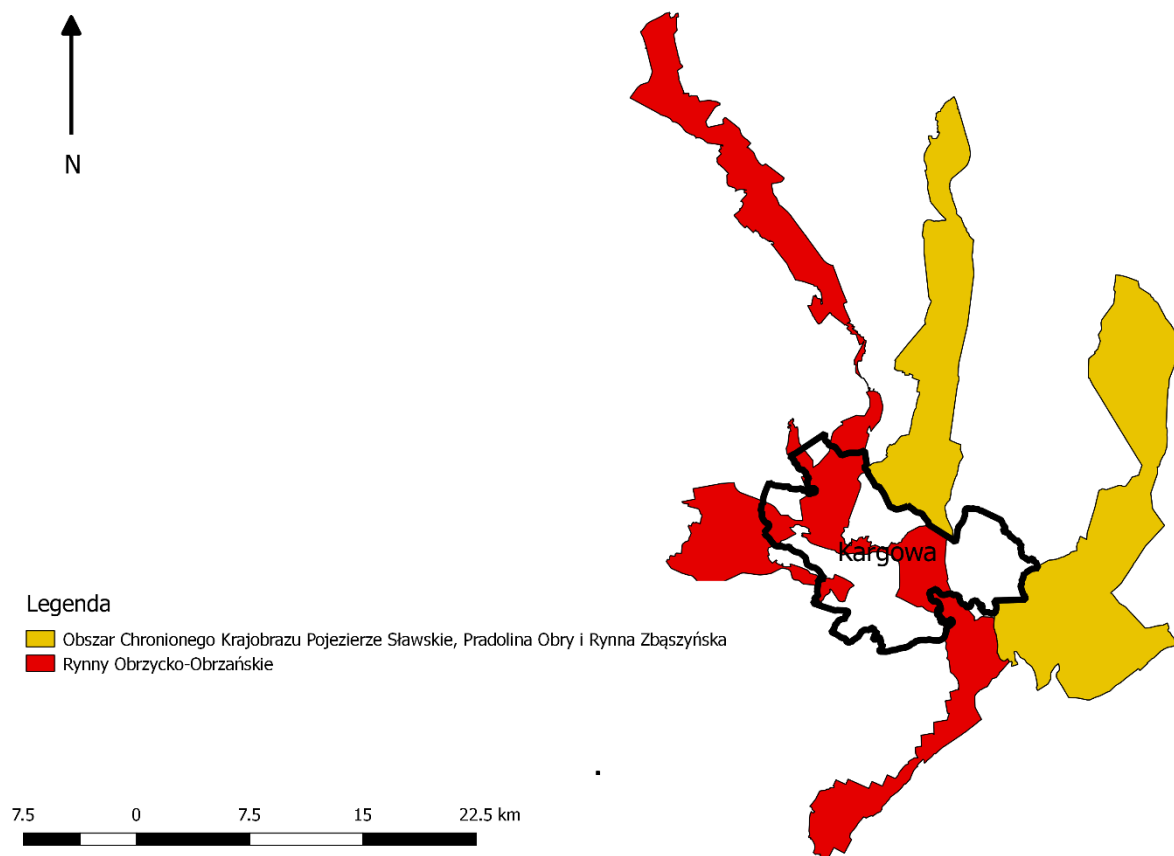 N
Kargowa
Legenda
Obszar Chronionego Krajobrazu Pojezierze Sławskie, Pradolina Obry i Rynna Zbąszyńska
Rynny Obrzycko-Obrzańskie
7.5 0 7.5 15 22.5 km